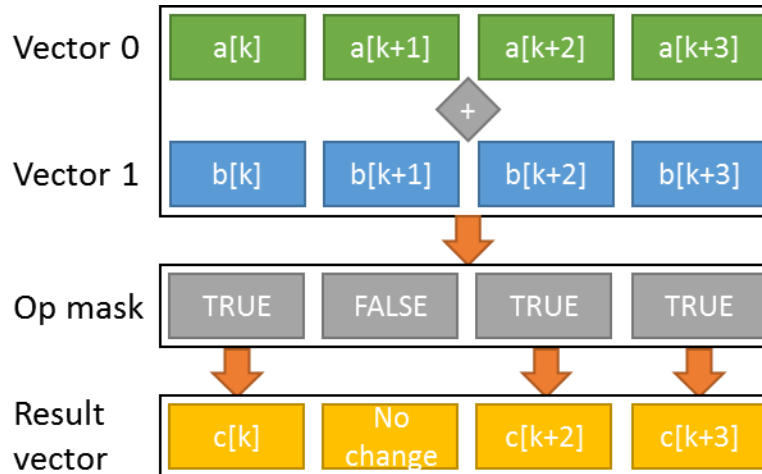 Vector 0 a[k] a[k+1] a[k+2] a[k+3]
+
Vector 1 b[k] b[k+1] b[k+2] b[k+3]
Op mask TRUE FALSE TRUE TRUE
Result vector c[k] No change c[k+2] c[k+3]